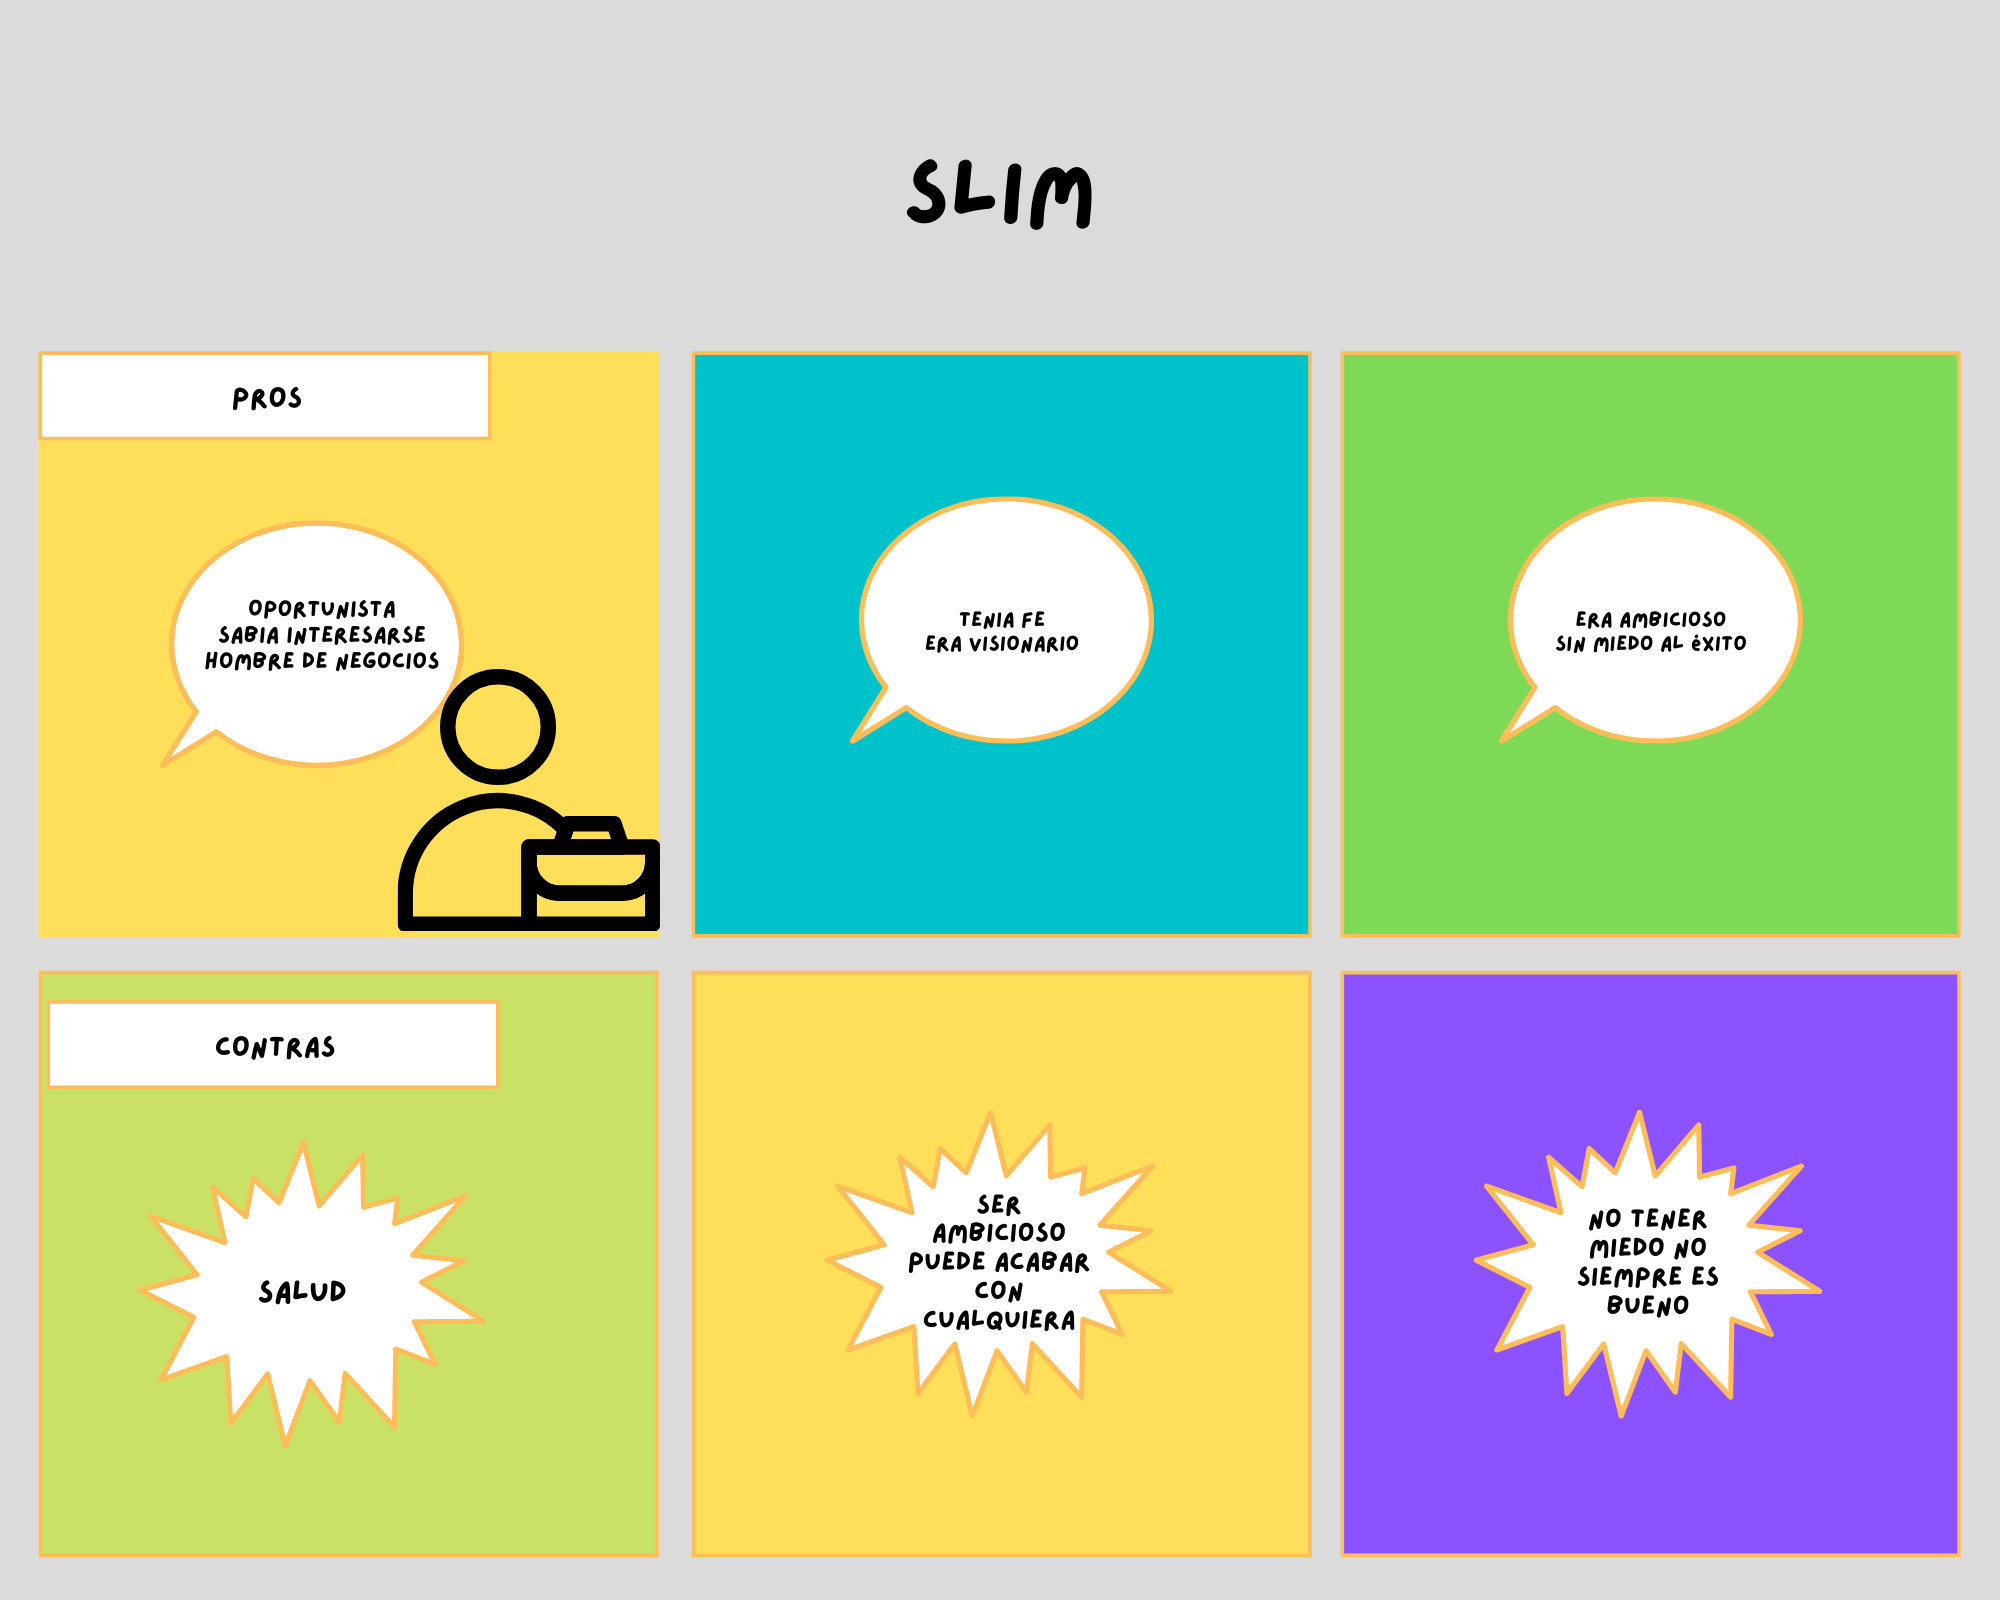 SLIM
PROS
OPORTUNISTA
SABIA INTERESARSE
HOMBRE DE NEGOCIOS
TENIA FE
ERA VISIONARIO
ERA AMBICIOSO
SIN MIEDO AL éXITO
CONTRAS
SALUD
SER
AMBICIOSO
PUEDE ACABAR
CON
CUALQUIERA
NO TENER
MIEDO NO
SIEMPRE ES
BUENO